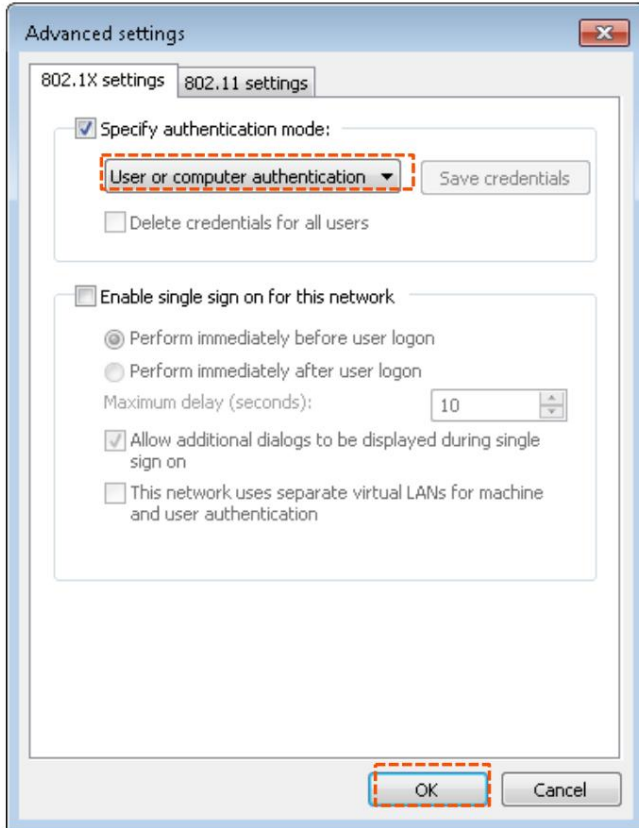 Advanced settings
802.1X settings
802.11 settings
Specify authentication mode:
User or computer authentication
Save credentials
Delete credentials for all users
Enable single sign on for this network
Perform immediately before user logon
Perform immediately after user logon
Maximum delay (seconds):
10
Allow additional dialogs to be displayed during single
sign on
This network uses separate virtual LANs for machine
and user authentication
OK
Cancel